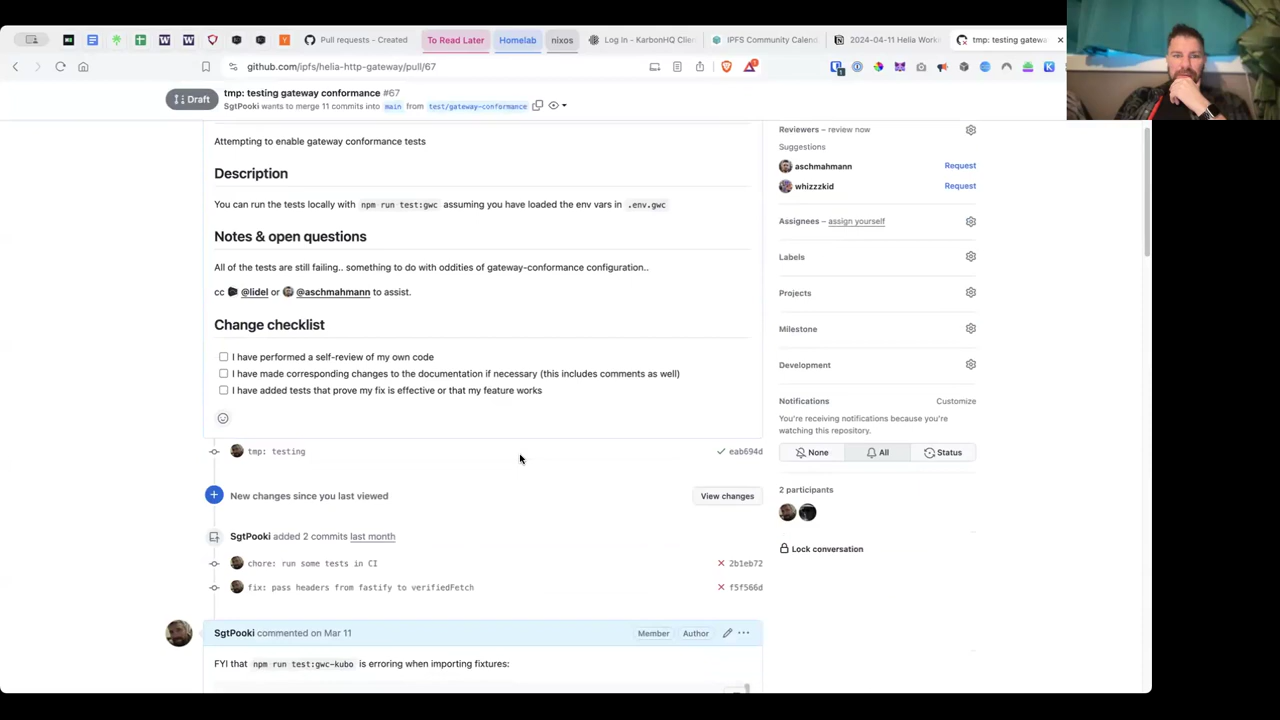 Pull requests - Created
To Read Later
Homelab
nixos
Log In - KarbonHQ Clie
IPFS Community Calend
2024-04-11 Helia Works
tmp: testing gatewa
github.com/ipfs/helia-http-gateway/pull/67
Draft
tmp: testing gateway conformance #67
SgtPooki wants to merge 11 commits into main from test/gateway-conformance
Attempting to enable gateway conformance tests
Description
You can run the tests locally with npm run test:gwc assuming you have loaded the env vars in .env.gwc
Notes & open questions
All of the tests are still failing.. something to do with oddities of gateway-conformance configuration..
cc @lidel or @aschmahmann to assist.
Change checklist
I have performed a self-review of my own code
I have made corresponding changes to the documentation if necessary (this includes comments as well)
I have added tests that prove my fix is effective or that my feature works
tmp: testing
eab694d
New changes since you last viewed
View changes
SgtPooki added 2 commits last month
chore: run some tests in CI
2b1eb72
fix: pass headers from fastify to verifiedFetch
f5f566d
SgtPooki commented on Mar 11
Member
Author
FYI that npm run test:gwc-kubo is erroring when importing fixtures:
Reviewers – review now
Suggestions
aschmahmann
Request
whizzzkid
Request
Assignees – assign yourself
Labels
Projects
Milestone
Development
Notifications
Customize
You're receiving notifications because you're
watching this repository.
None
All
Status
2 participants
Lock conversation